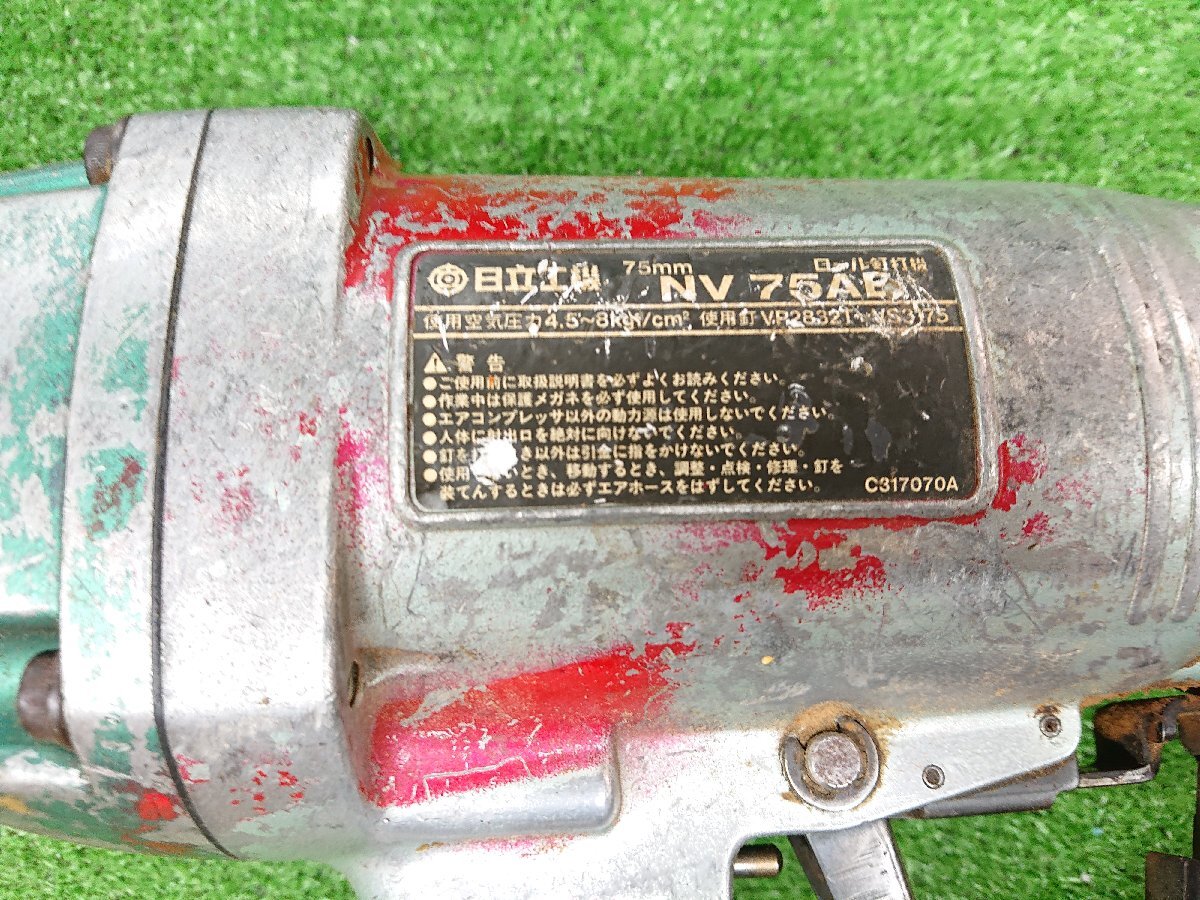 日立工機 75mm NV 75AB ロール釘打機
使用空気圧力4.5~8kgf/cm² 使用釘
警告
●ご使用前に取扱説明書を必ずよくお読みください。
●作業中は保護メガネを必ず使用してください。
●エアコンプレッサ以外の動力源は使用しないでください。
●人体に射出口を絶対に向けないでください。
●釘を打 き以外は引金に指をかけないでください。
●使用 いとき、移動するとき、調整・点検・修理・釘を
装てんするときは必ずエアホースをはずしてください。
C317070A